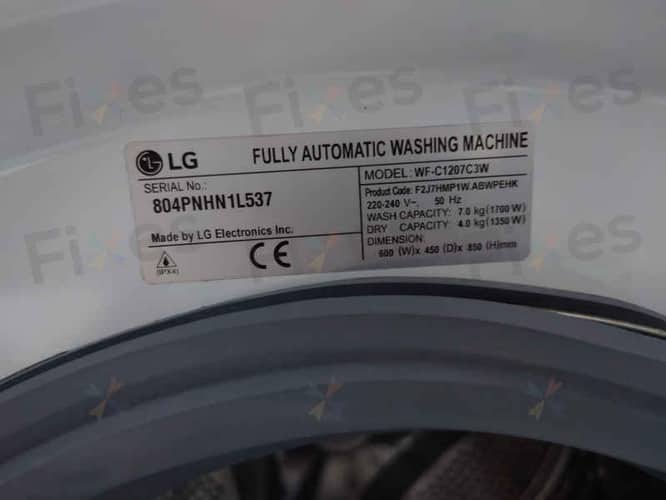 Fixes Fixes Fixes
LG FULLY AUTOMATIC WASHING MACHINE
SERIAL NO.:
804PNHN1L537
Made by LG Electronics Inc.
(IPX4)
CE
MODEL: WF-C1207C3W
Product Code: F2J7HMP1W.ABWPEHK
220-240 V~, 50 Hz
WASH CAPACITY: 7.0 kg(1700 W)
DRY CAPACITY: 4.0 kg(1350 W)
DIMENSION:
600 (W)x 450 (D)x 850 (H)mm
Fixes Fixes Fixes